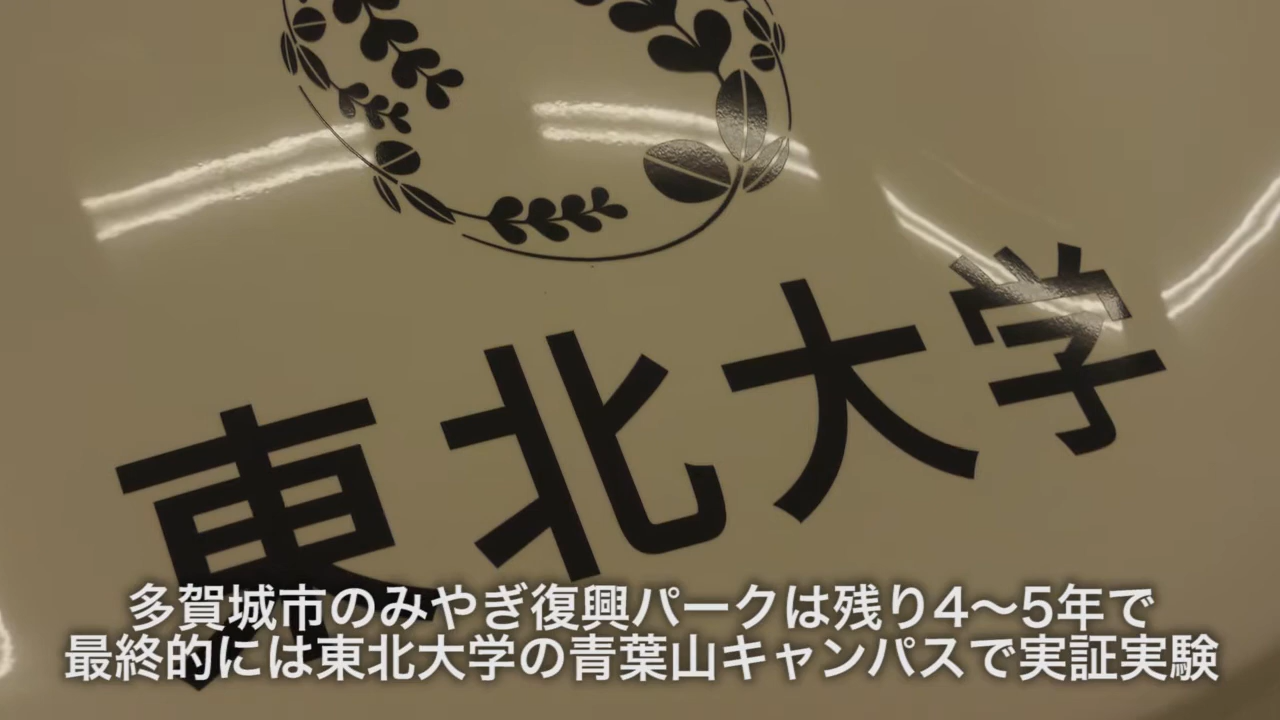 東北大学
多賀城市のみやぎ復興パークは残り4〜5年で
最終的には東北大学の青葉山キャンパスで実証実験